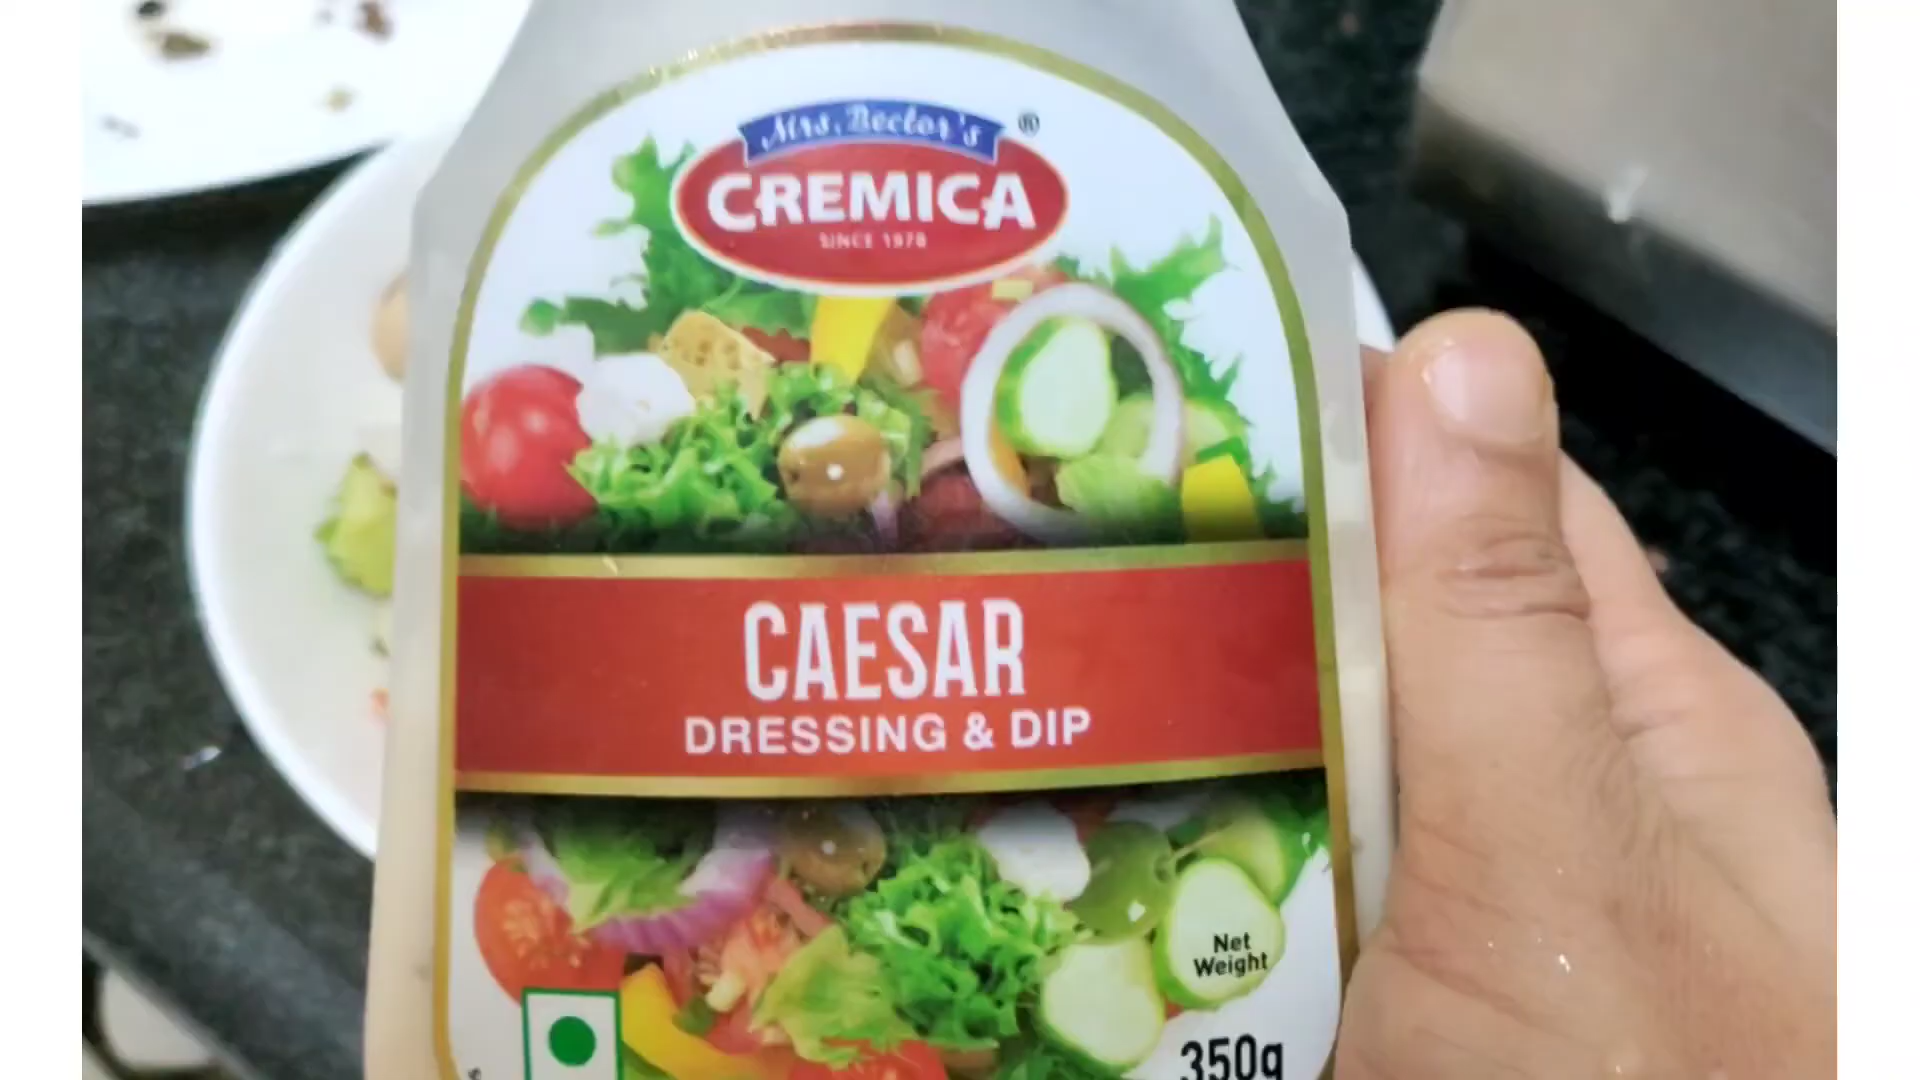 Mrs. Bector's ®
CREMICA
SINCE 1978
CAESAR
DRESSING & DIP
Net
Weight
350g